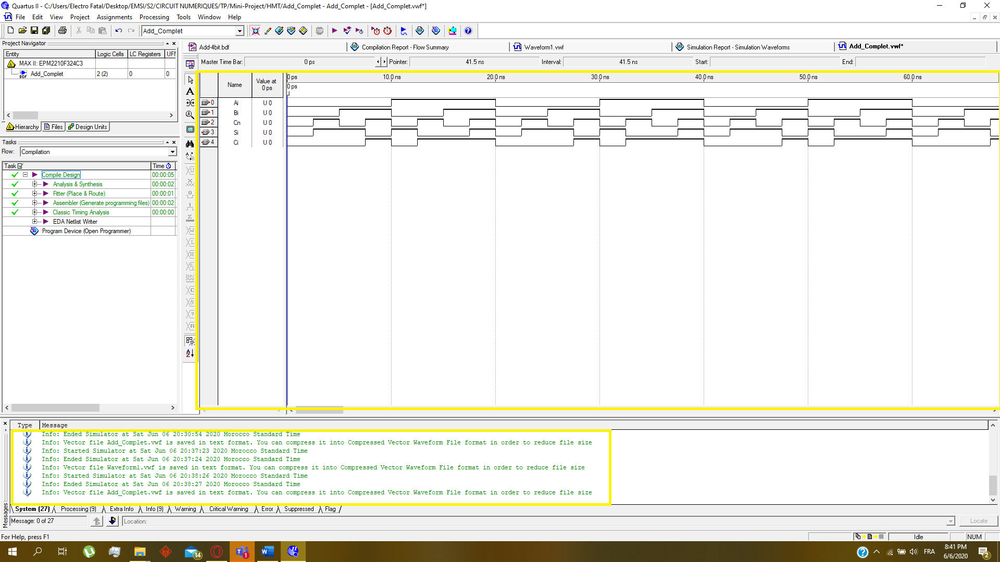 Quartus II - C:/Users/Electro Fatal/Desktop/EMSI/S2/CIRCUIT NUMERIQUES/TP/Mini-Project/HMT/Add_Complet - Add_Complet - [Add_Complet.vwf*]
File Edit View Project Assignments Processing Tools Window Help
Add_Complet
Project Navigator
Entity Logic Cells LC Registers UFM
MAX II: EPM2210F324C3
Add_Complet 2 (2) 0 0
Hierarchy Files Design Units
Tasks
Flow: Compilation
Task Time
Compile Design 00:00:05
Analysis & Synthesis 00:00:02
Fitter (Place & Route) 00:00:01
Assembler (Generate programming files) 00:00:02
Classic Timing Analysis 00:00:00
EDA Netlist Writer
Program Device (Open Programmer)
Add-4bit.bdf Compilation Report - Flow Summary Waveform1.vwf Simulation Report - Simulation Waveforms Add_Complet.vwf*
Master Time Bar: 0 ps Pointer: 41.5 ns Interval: 41.5 ns Start: End:
Name Value at 0 ps
0 ps 10.0 ns 20.0 ns 30.0 ns 40.0 ns 50.0 ns 60.0 ns
0 ps
0 Ai U 0
1 Bi U 0
2 Cn U 0
3 Si U 0
4 Ci U 0
Type Message
Info: Ended Simulator at Sat Jun 06 20:30:54 2020 Morocco Standard Time
Info: Vector file Add_Complet.vwf is saved in text format. You can compress it into Compressed Vector Waveform File format in order to reduce file size
Info: Started Simulator at Sat Jun 06 20:37:23 2020 Morocco Standard Time
Info: Ended Simulator at Sat Jun 06 20:37:24 2020 Morocco Standard Time
Info: Vector file Waveform1.vwf is saved in text format. You can compress it into Compressed Vector Waveform File format in order to reduce file size
Info: Started Simulator at Sat Jun 06 20:38:26 2020 Morocco Standard Time
Info: Ended Simulator at Sat Jun 06 20:38:27 2020 Morocco Standard Time
Info: Vector file Add_Complet.vwf is saved in text format. You can compress it into Compressed Vector Waveform File format in order to reduce file size
System (27) Processing (9) Extra Info Info (9) Warning Critical Warning Error Suppressed Flag
Messages
Message: 0 of 27 Location: Locate
For Help, press F1 Idle NUM
14 1 FRA 8:41 PM
6/6/2020 2